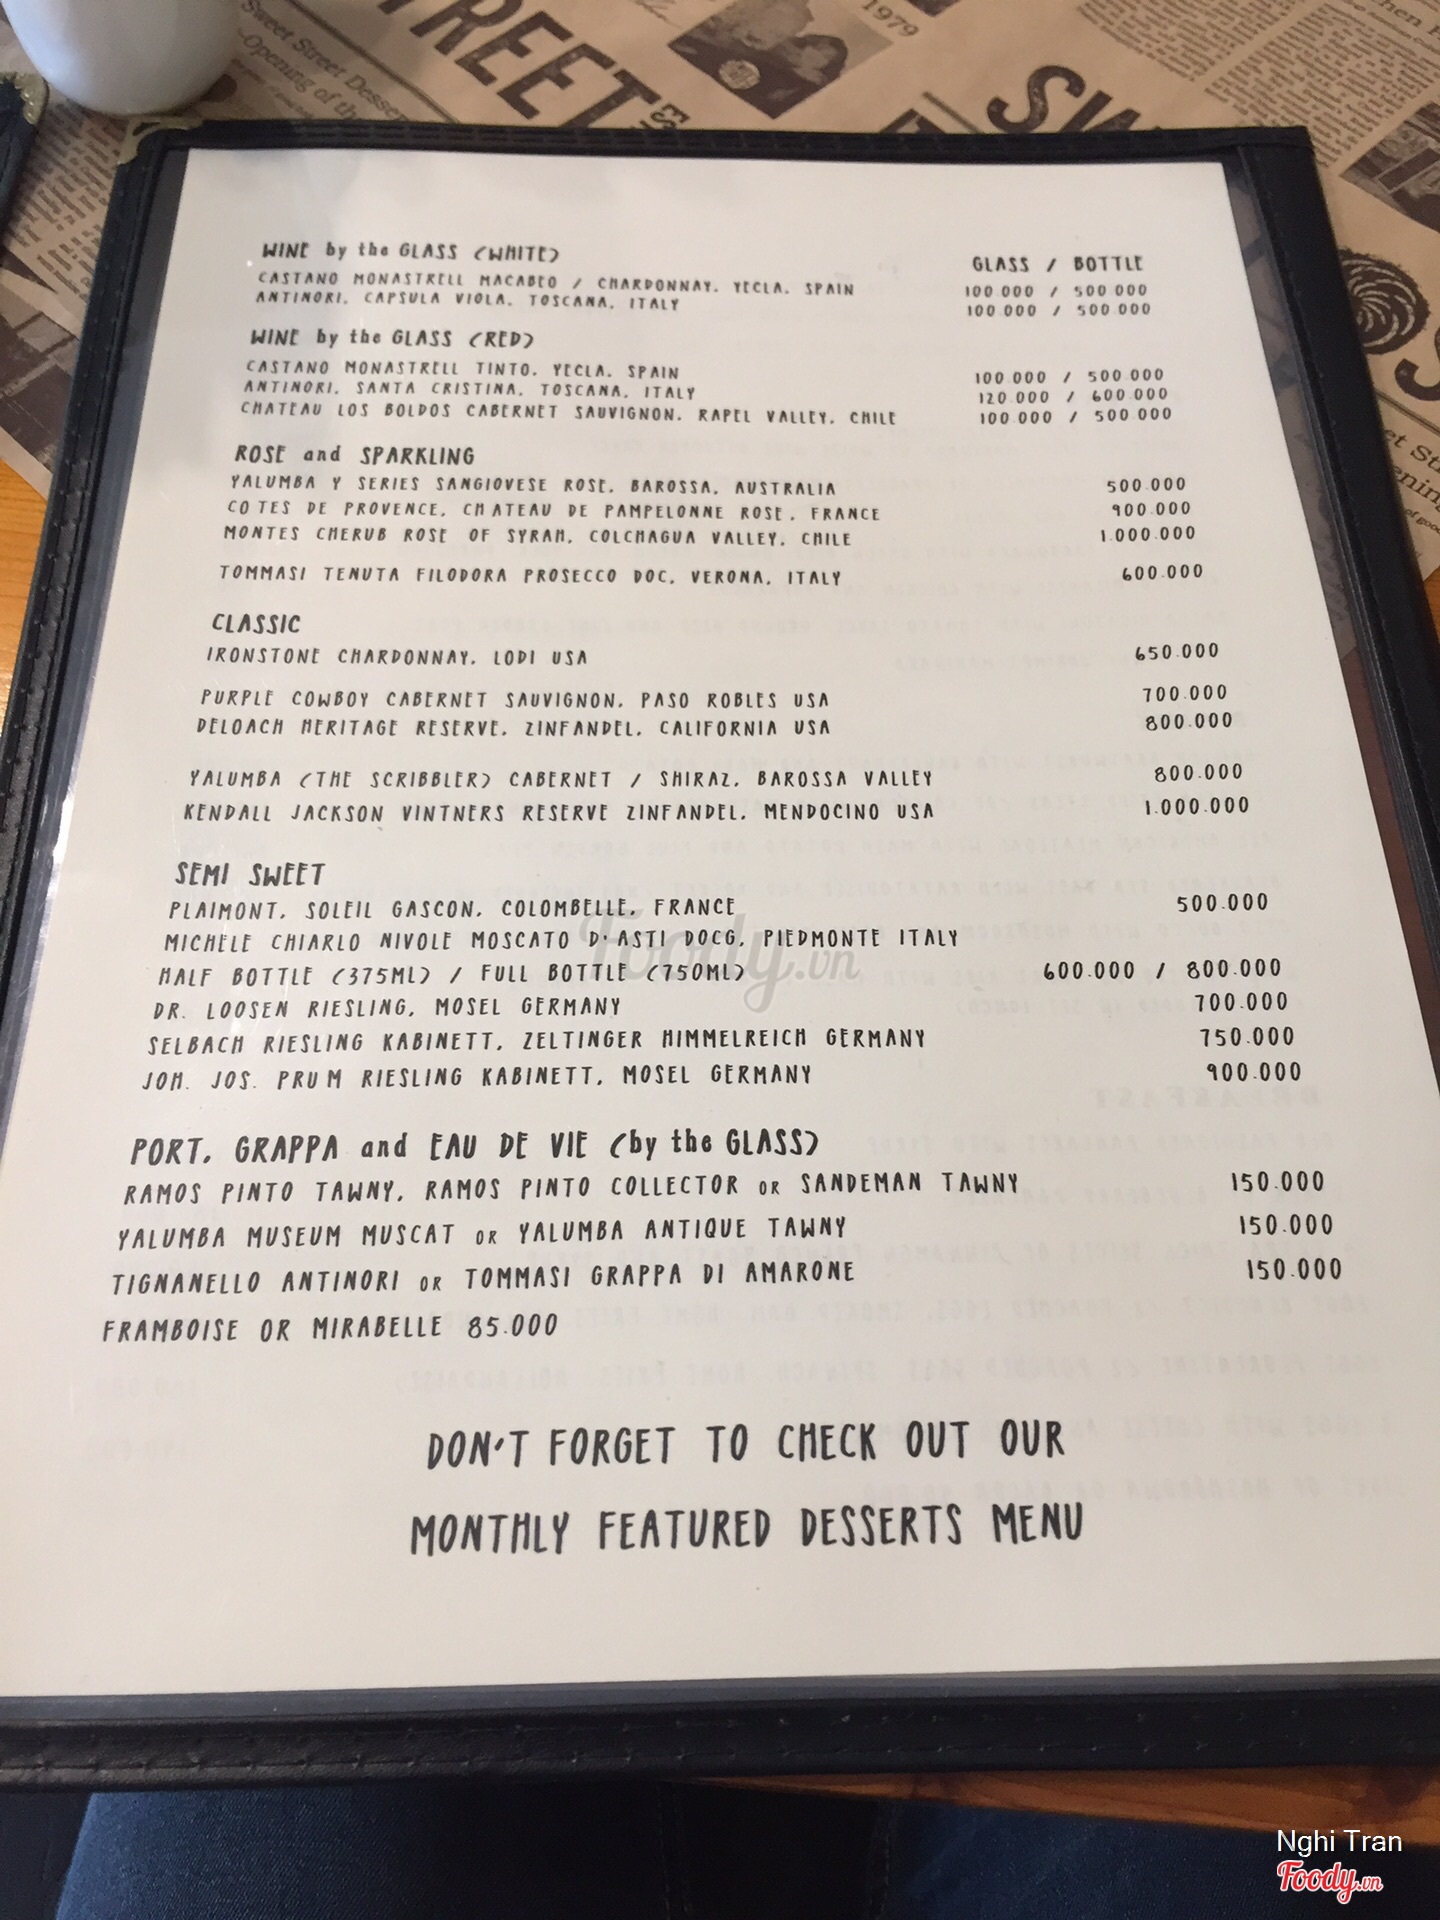 WINE by the GLASS (WHITE) GLASS / BOTTLE
CASTANO MONASTRELL MACABEO / CHARDONNAY. YECLA. SPAIN 100.000 / 500.000
ANTINORI. CAPSULA VIOLA. TOSCANA. ITALY 100.000 / 500.000
WINE by the GLASS (RED)
CASTANO MONASTRELL TINTO. YECLA. SPAIN 100.000 / 500.000
ANTINORI. SANTA CRISTINA. TOSCANA. ITALY 120.000 / 600.000
CHATEAU LOS BOLDOS CABERNET SAUVIGNON. RAPEL VALLEY. CHILE 100.000 / 500.000
ROSE and SPARKLING
YALUMBA Y SERIES SANGIOVESE ROSE. BAROSSA. AUSTRALIA 500.000
COTES DE PROVENCE. CHATEAU DE PAMPELONNE ROSE. FRANCE 900.000
MONTES CHERUB ROSE OF SYRAH. COLCHAGUA VALLEY. CHILE 1.000.000
TOMMASI TENUTA FILODORA PROSECCO DOC. VERONA. ITALY 600.000
CLASSIC
IRONSTONE CHARDONNAY. LODI USA 650.000
PURPLE COWBOY CABERNET SAUVIGNON. PASO ROBLES USA 700.000
DELOACH HERITAGE RESERVE. ZINFANDEL. CALIFORNIA USA 800.000
YALUMBA (THE SCRIBBLER) CABERNET / SHIRAZ. BAROSSA VALLEY 800.000
KENDALL JACKSON VINTNERS RESERVE ZINFANDEL. MENDOCINO USA 1.000.000
SEMI SWEET
PLAIMONT. SOLEIL GASCON. COLOMBELLE. FRANCE 500.000
MICHELE CHIARLO NIVOLE MOSCATO D'ASTI DOCG. PIEDMONTE ITALY
HALF BOTTLE (375ML) / FULL BOTTLE (750ML) 600.000 / 800.000
DR. LOOSEN RIESLING. MOSEL GERMANY 700.000
SELBACH RIESLING KABINETT. ZELTINGER HIMMELREICH GERMANY 750.000
JOH. JOS. PRUM RIESLING KABINETT. MOSEL GERMANY 900.000
PORT. GRAPPA and EAU DE VIE (by the GLASS)
RAMOS PINTO TAWNY. RAMOS PINTO COLLECTOR OR SANDEMAN TAWNY 150.000
YALUMBA MUSEUM MUSCAT OR YALUMBA ANTIQUE TAWNY 150.000
TIGNANELLO ANTINORI OR TOMMASI GRAPPA DI AMARONE 150.000
FRAMBOISE OR MIRABELLE 85.000
DON'T FORGET TO CHECK OUT OUR
MONTHLY FEATURED DESSERTS MENU
Foody.vn
Nghi Tran
Foody.vn
1979
Sweet Street Desser
Opening of the